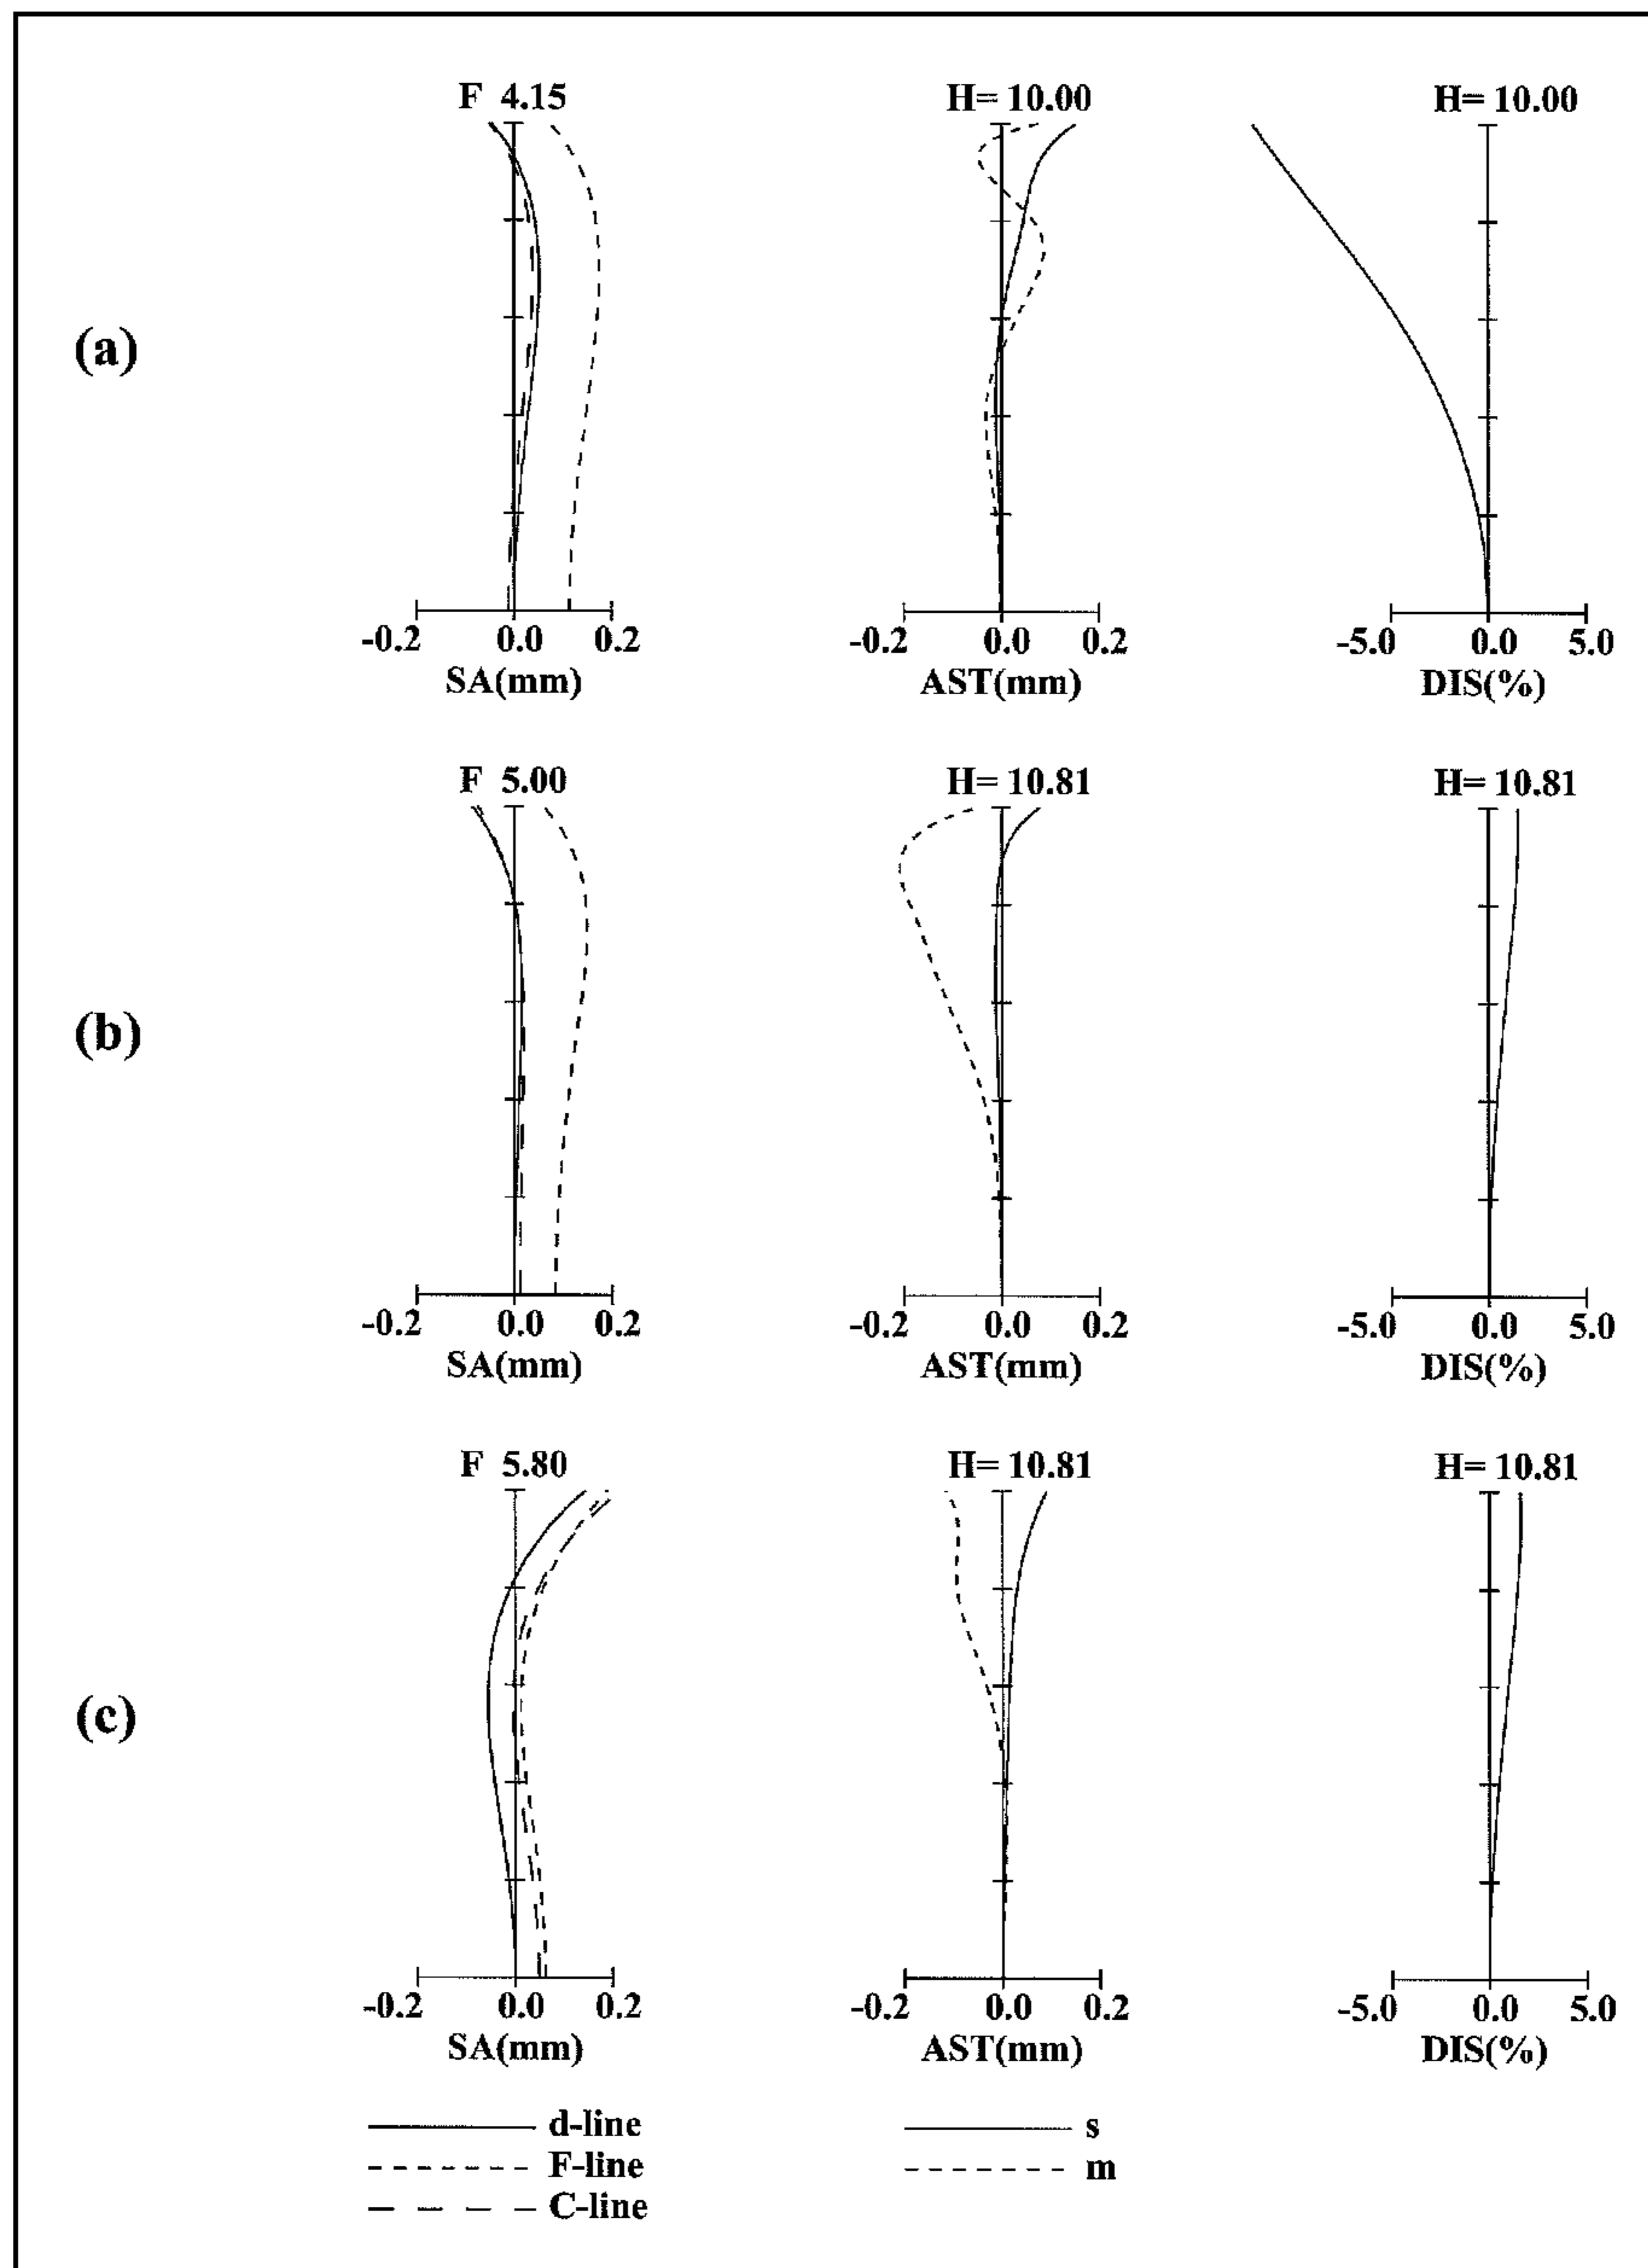 F 4.15 H= 10.00 H= 10.00
(a)
-0.2 0.0 0.2 -0.2 0.0 0.2 -5.0 0.0 5.0
SA(mm) AST(mm) DIS(%)
F 5.00 H= 10.81 H= 10.81
(b)
-0.2 0.0 0.2 -0.2 0.0 0.2 -5.0 0.0 5.0
SA(mm) AST(mm) DIS(%)
F 5.80 H= 10.81 H= 10.81
(c)
-0.2 0.0 0.2 -0.2 0.0 0.2 -5.0 0.0 5.0
SA(mm) AST(mm) DIS(%)
d-line s
F-line m
C-line